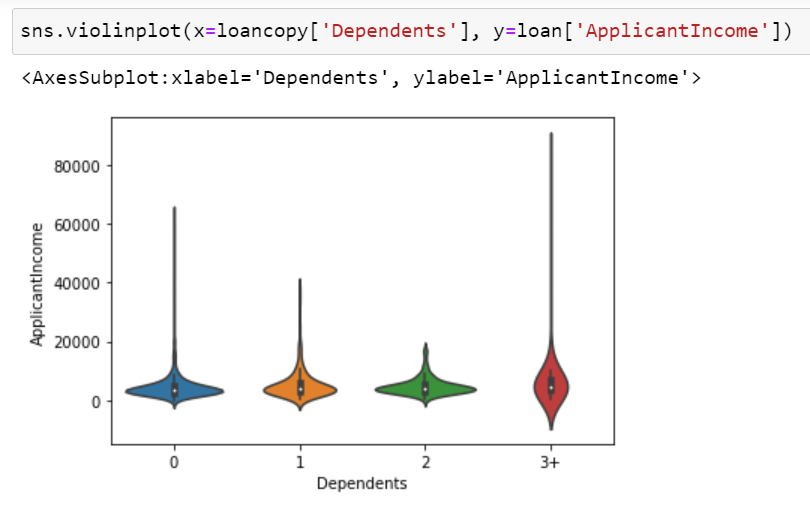 sns.violinplot(x=loancopy['Dependents'], y=loan['ApplicantIncome'])
<AxesSubplot:xlabel='Dependents', ylabel='ApplicantIncome'>
80000
60000
40000
20000
0
ApplicantIncome
0 1 2 3+
Dependents